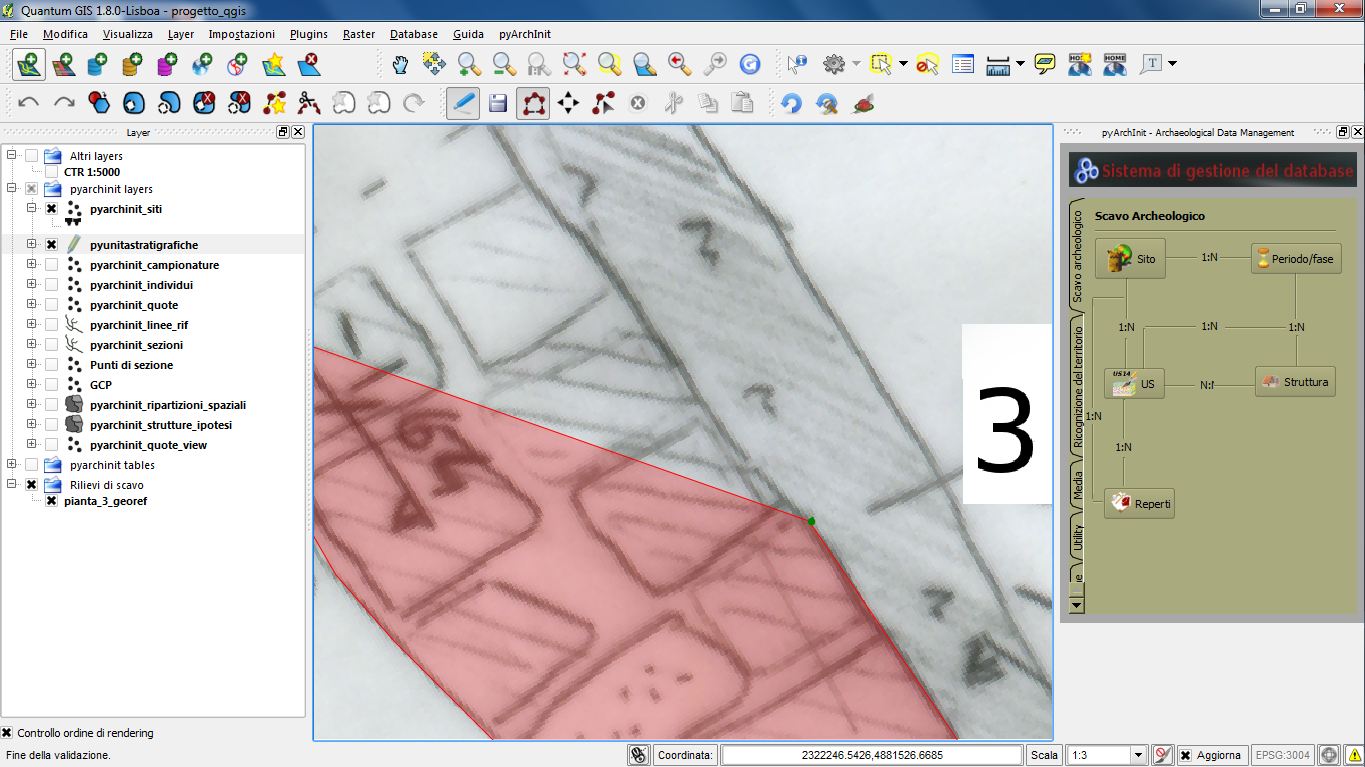 Quantum GIS 1.8.0-Lisboa - progetto_qgis
File Modifica Visualizza Layer Impostazioni Plugins Raster Database Guida pyArchInit
Layer
Altri layers
CTR 1:5000
pyarchinit layers
pyarchinit_siti
pyunitastratigrafiche
pyarchinit_campionature
pyarchinit_individui
pyarchinit_quote
pyarchinit_linee_rif
pyarchinit_sezioni
Punti di sezione
GCP
pyarchinit_ripartizioni_spaziali
pyarchinit_strutture_ipotesi
pyarchinit_quote_view
pyarchinit tables
Rilievi di scavo
pianta_3_georef
Controllo ordine di rendering
3
pyArchInit - Archaeological Data Management
Sistema di gestione del database
Scavo archeologico
Ricognizione del territorio
Media
Utility
Scavo Archeologico
Sito 1:N Periodo/fase
1:N 1:N 1:N
US N:N Struttura
1:N
1:N
Reperti
Fine della validazione.
Coordinata: 2322246.5426,4881526.6685 Scala 1:3 Aggiorna EPSG:3004